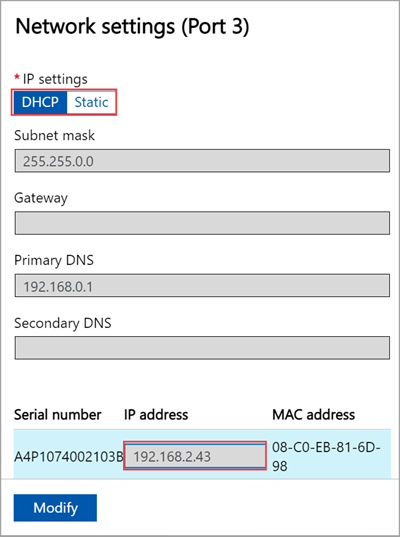 Network settings (Port 3)
* IP settings
DHCP Static
Subnet mask
255.255.0.0
Gateway
Primary DNS
192.168.0.1
Secondary DNS
Serial number IP address MAC address
A4P1074002103B 192.168.2.43 08-C0-EB-81-6D-
98
Modify